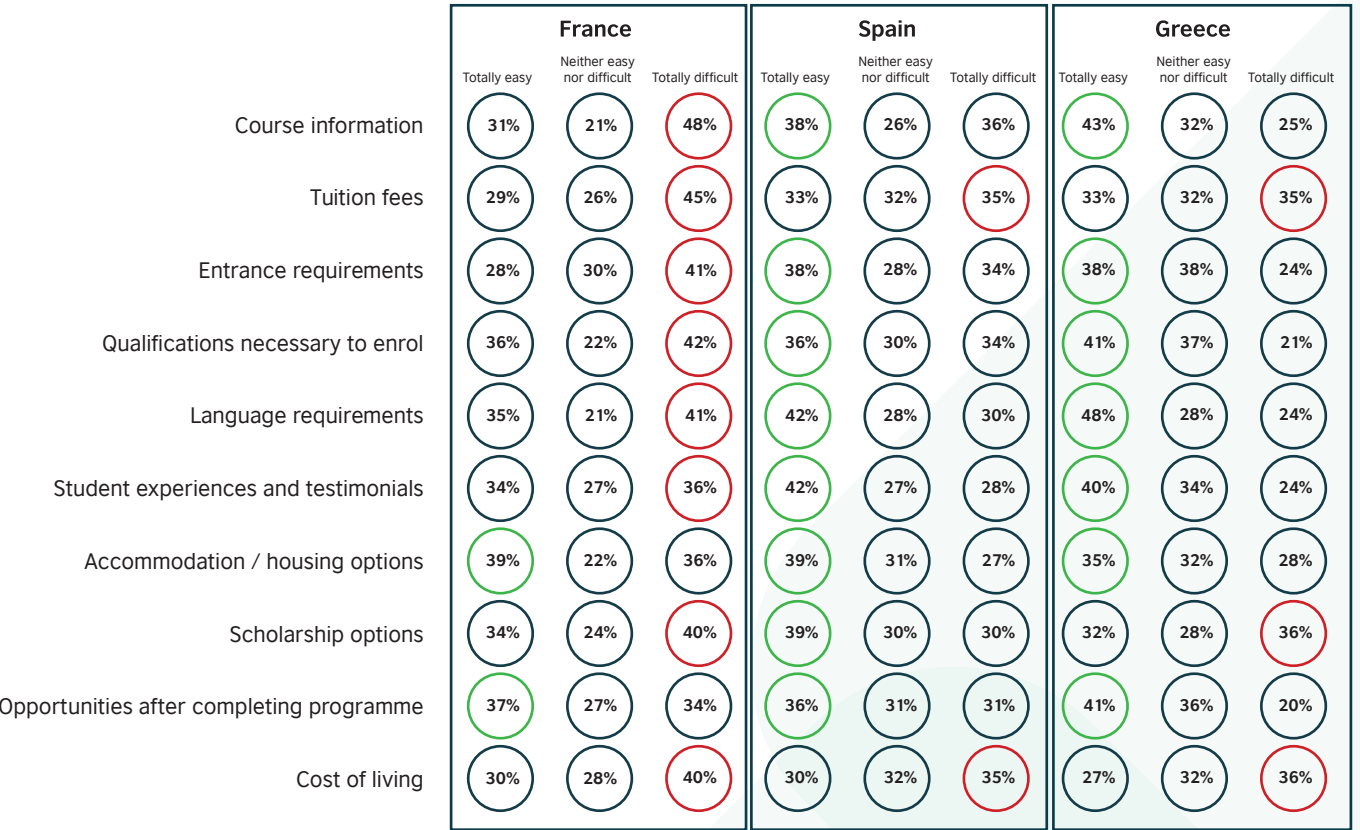 France Spain Greece
Totally easy Neither easy nor difficult Totally difficult Totally easy Neither easy nor difficult Totally difficult Totally easy Neither easy nor difficult Totally difficult
Course information 31% 21% 48% 38% 26% 36% 43% 32% 25%
Tuition fees 29% 26% 45% 33% 32% 35% 33% 32% 35%
Entrance requirements 28% 30% 41% 38% 28% 34% 38% 38% 24%
Qualifications necessary to enrol 36% 22% 42% 36% 30% 34% 41% 37% 21%
Language requirements 35% 21% 41% 42% 28% 30% 48% 28% 24%
Student experiences and testimonials 34% 27% 36% 42% 27% 28% 40% 34% 24%
Accommodation / housing options 39% 22% 36% 39% 31% 27% 35% 32% 28%
Scholarship options 34% 24% 40% 39% 30% 30% 32% 28% 36%
Opportunities after completing programme 37% 27% 34% 36% 31% 31% 41% 36% 20%
Cost of living 30% 28% 40% 30% 32% 35% 27% 32% 36%